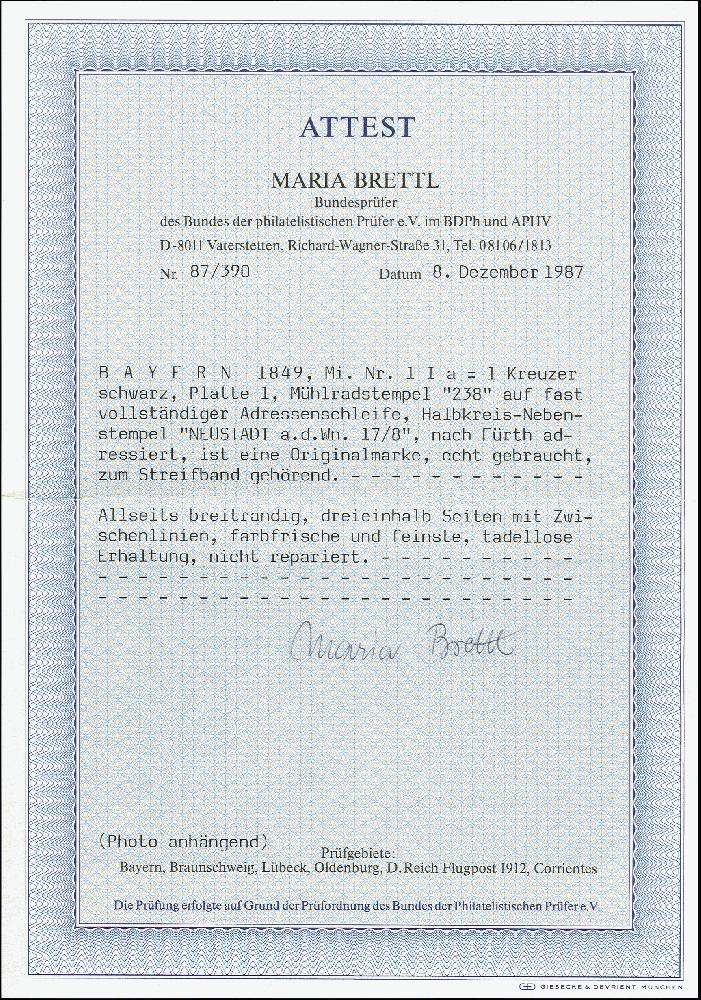 ATTEST
MARIA BRETTL
Bundesprüfer
des Bundes der philatelistischen Prüfer e.V. im BDPh und APHV
D-8011 Vaterstetten, Richard-Wagner-Straße 31, Tel. 08106/1813
Nr. 87/390 Datum 8. Dezember 1987
B A Y E R N 1849, Mi. Nr. 1 I a = 1 Kreuzer
schwarz, Platte 1, Mühlradstempel "238" auf fast
vollständiger Adressenschleife, Halbkreis-Neben-
stempel "NEUSTADT a.d.Wn. 17/8", nach Fürth ad-
ressiert, ist eine Originalmarke, echt gebraucht,
zum Streifband gehörend. - - - - - - - - - - - -
Allseits breitrandig, dreieinhalb Seiten mit Zwi-
schenlinien, farbfrische und feinste, tadellose
Erhaltung, nicht repariert. - - - - - - - - - -
- - - - - - - - - - - - - - - - - - - - - - - -
- - - - - - - - - - - - - - - - - - - - - - - -
Maria Brettl
(Photo anhängend)
Prüfgebiete:
Bayern, Braunschweig, Lübeck, Oldenburg, D.Reich Flugpost 1912, Corrientes
Die Prüfung erfolgte auf Grund der Prüfordnung des Bundes der Philatelistischen Prüfer e.V.
GIESECKE & DEVRIENT MÜNCHEN